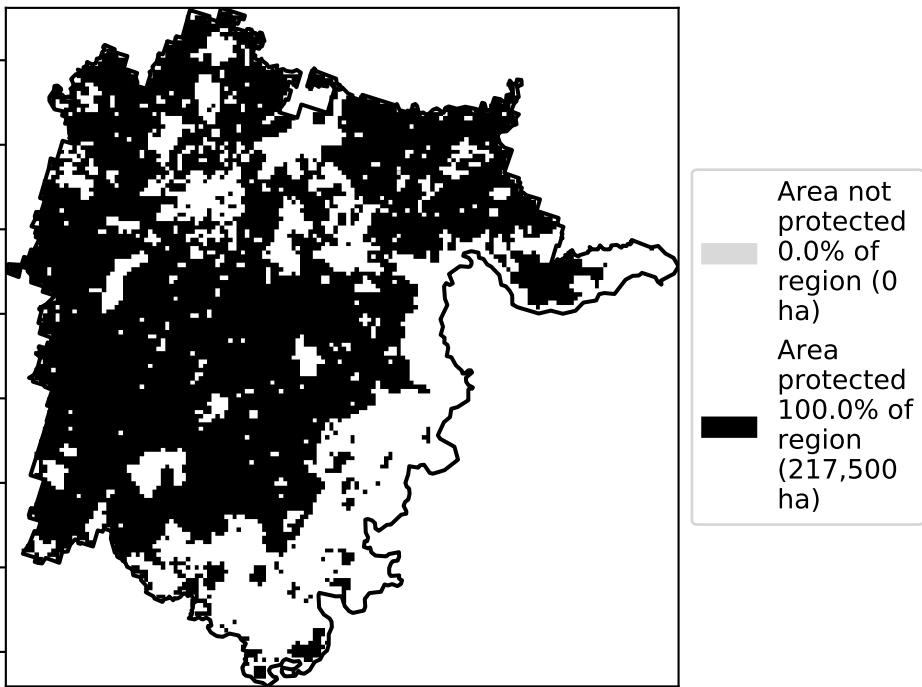 Area not
protected
0.0% of
region (0
ha)
Area
protected
100.0% of
region
(217,500
ha)